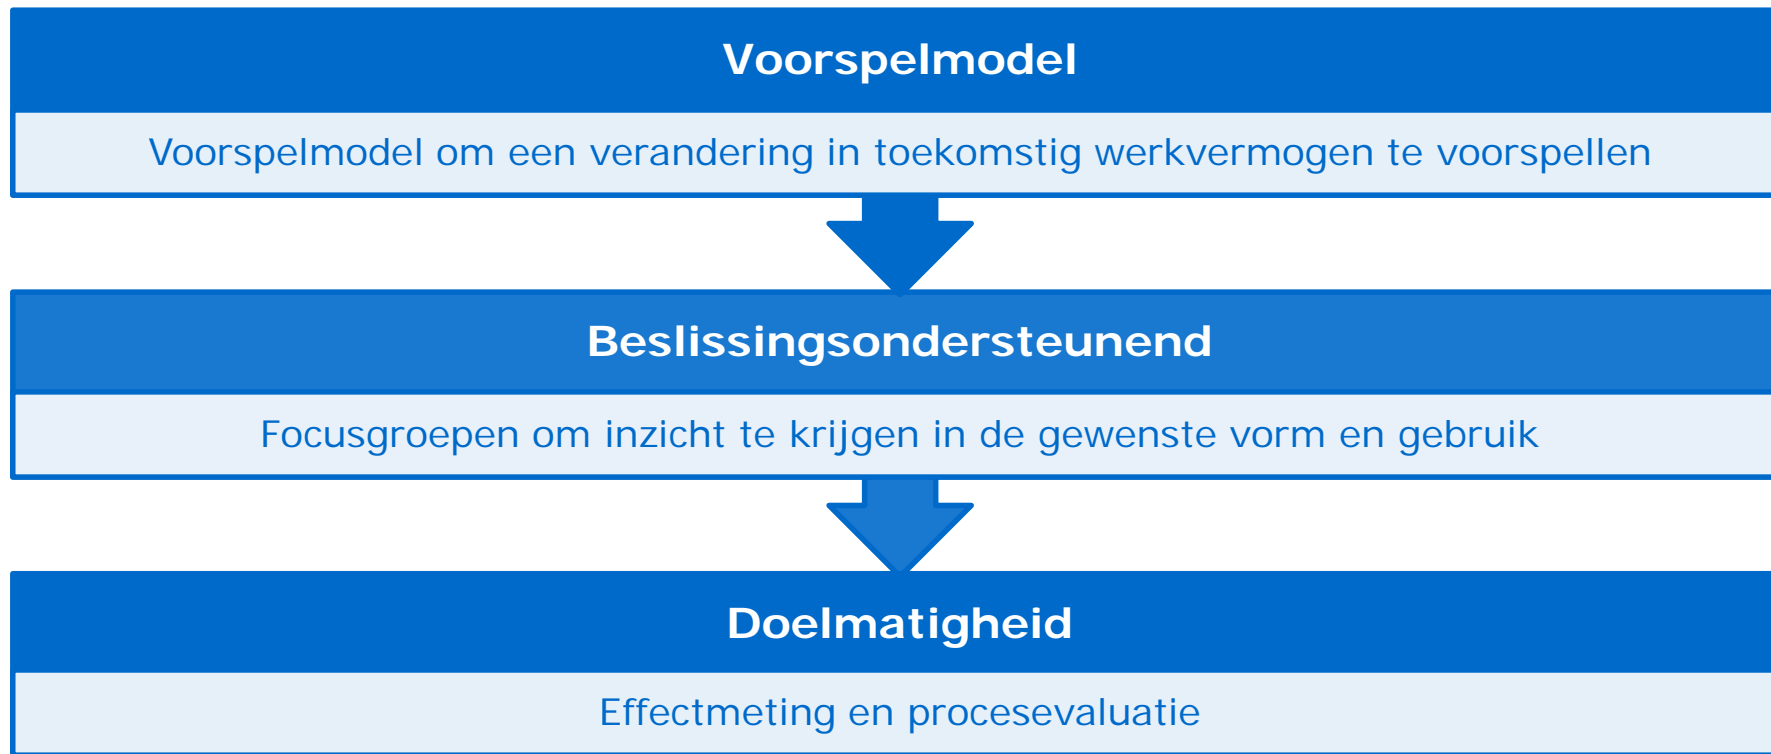 Voorspelmodel
Voorspelmodel om een verandering in toekomstig werkvermogen te voorspellen
Beslissingsondersteunend
Focusgroepen om inzicht te krijgen in de gewenste vorm en gebruik
Doelmatigheid
Effectmeting en procesevaluatie